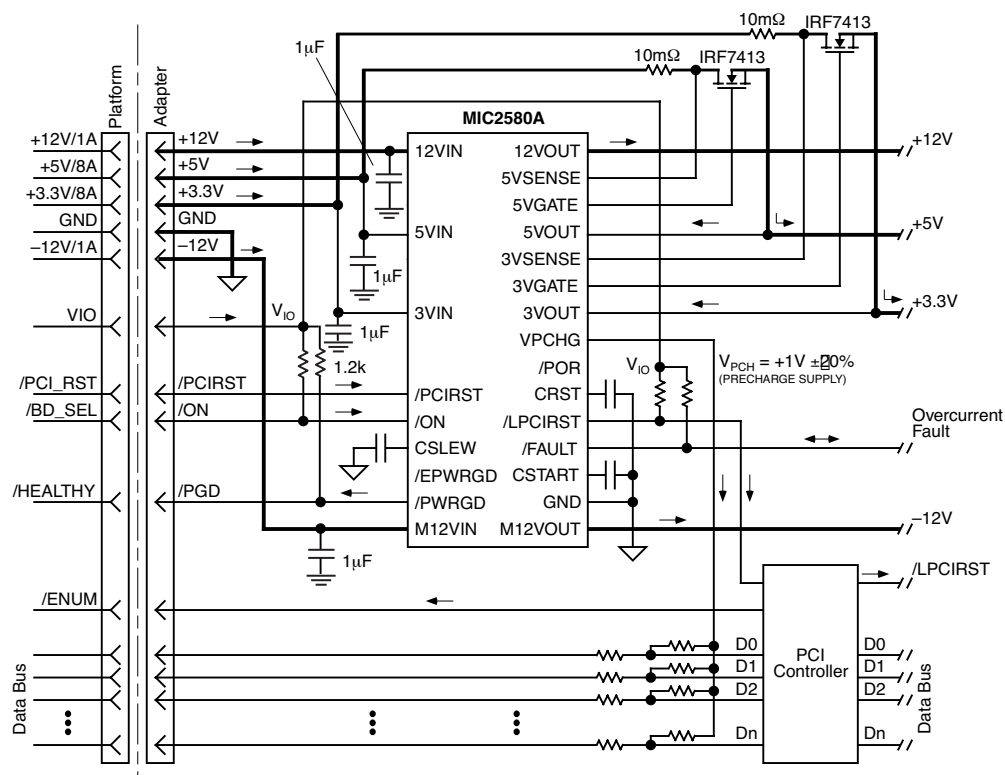 10mΩ
IRF7413
1µF
10mΩ
IRF7413
Platform
Adapter
MIC2580A
+12V/1A
+12V
12VIN
12VOUT
+12V
+5V/8A
+5V
5VSENSE
+3.3V/8A
+3.3V
5VGATE
GND
GND
5VIN
5VOUT
+5V
–12V/1A
–12V
3VSENSE
1µF
3VGATE
3VIN
3VOUT
+3.3V
VIO
VIO
1µF
VPCHG
1.2k
/POR
VIO
VPCH = +1V ±20%
(PRECHARGE SUPPLY)
/PCI_RST
/PCIRST
/PCIRST
CRST
/BD_SEL
/ON
/ON
/LPCIRST
Overcurrent
Fault
CSLEW
/FAULT
/EPWRGD
CSTART
/HEALTHY
/PGD
/PWRGD
GND
M12VIN
M12VOUT
–12V
1µF
/LPCIRST
/ENUM
Data Bus
PCI
Controller
D0
D0
D1
D1
D2
D2
Dn
Dn
Data Bus